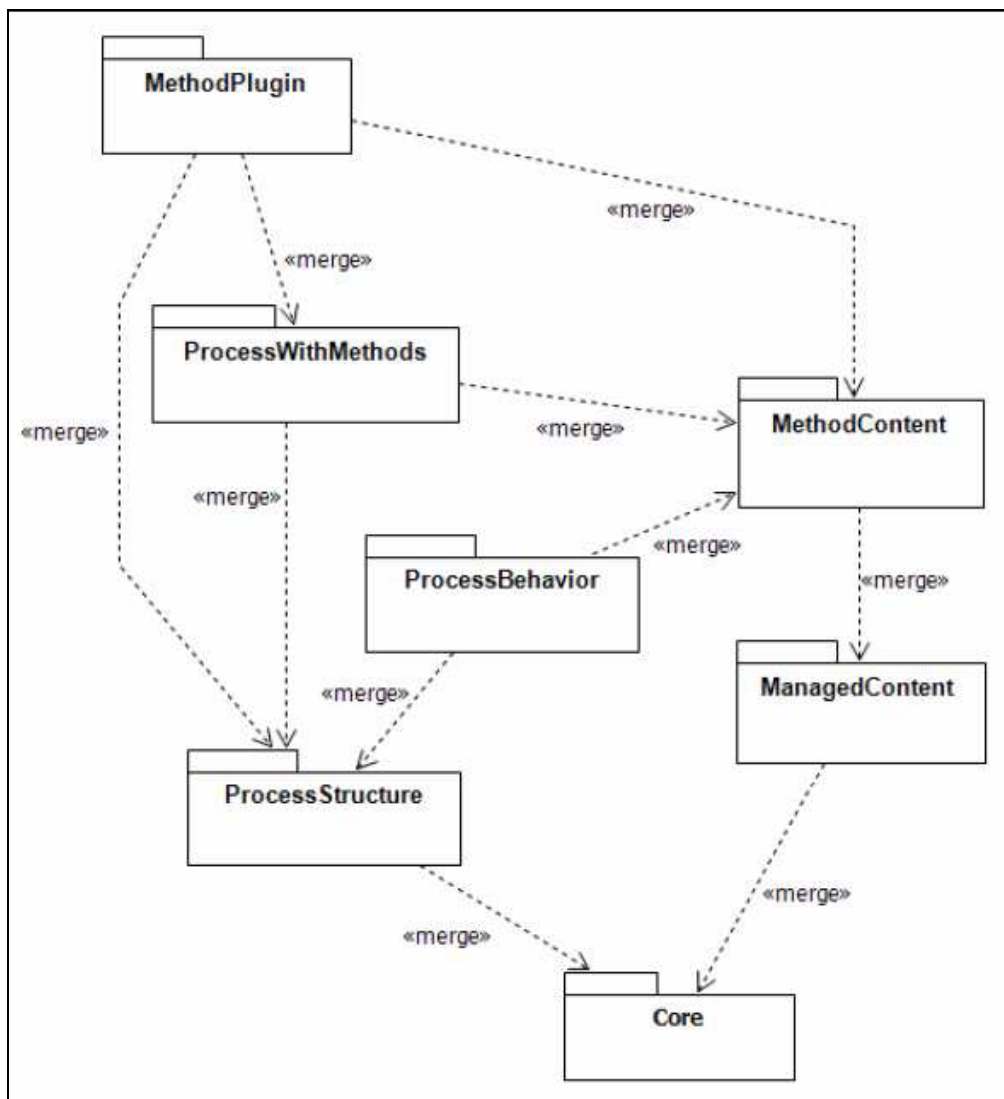 MethodPlugin
«merge»
«merge»
ProcessWithMethods
«merge»
«merge»
MethodContent
«merge»
«merge»
ProcessBehavior
«merge»
«merge»
ManagedContent
ProcessStructure
«merge»
«merge»
Core